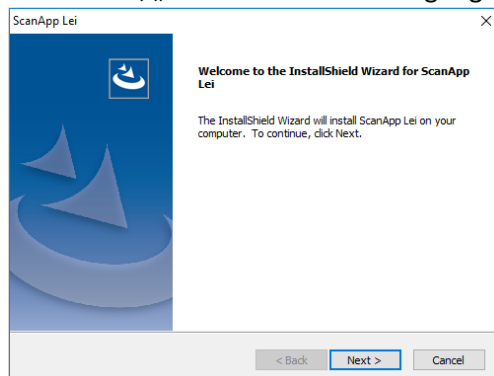 ScanApp Lei
Welcome to the InstallShield Wizard for ScanApp
Lei
The InstallShield Wizard will install ScanApp Lei on your
computer. To continue, click Next.
< Back
Next >
Cancel